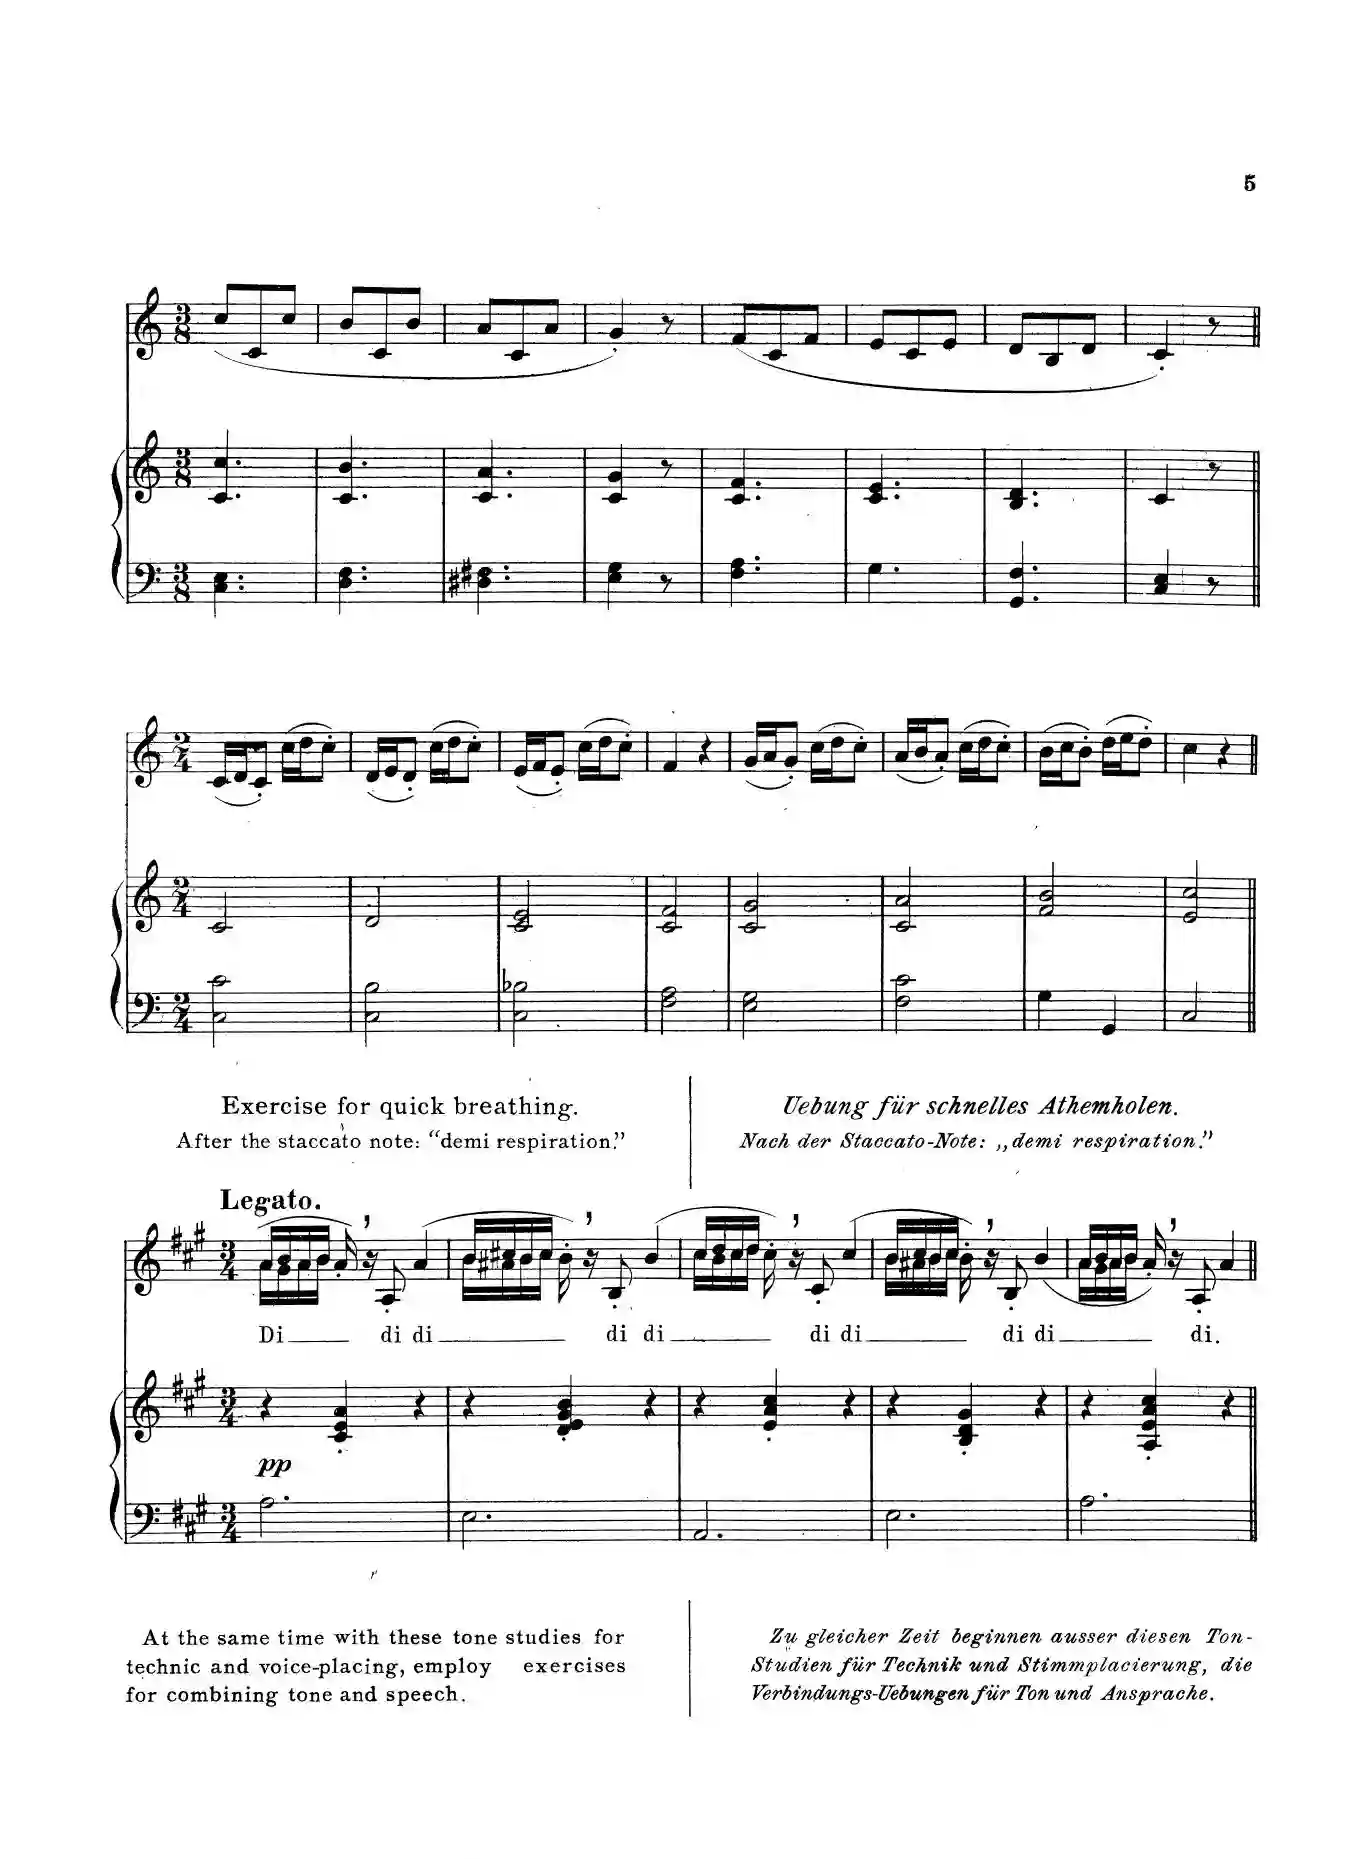 5
Exercise for quick breathing.
After the staccato note: “demi respiration.”
Uebung für schnelles Athemholen.
Nach der Staccato-Note: „demi respiration.”
Legato.
Di di di di di di di di di di.
pp
At the same time with these tone studies for
technic and voice-placing, employ exercises
for combining tone and speech.
Zu gleicher Zeit beginnen ausser diesen Ton-
Studien für Technik und Stimmplacierung, die
Verbindungs-Uebungen für Ton und Ansprache.